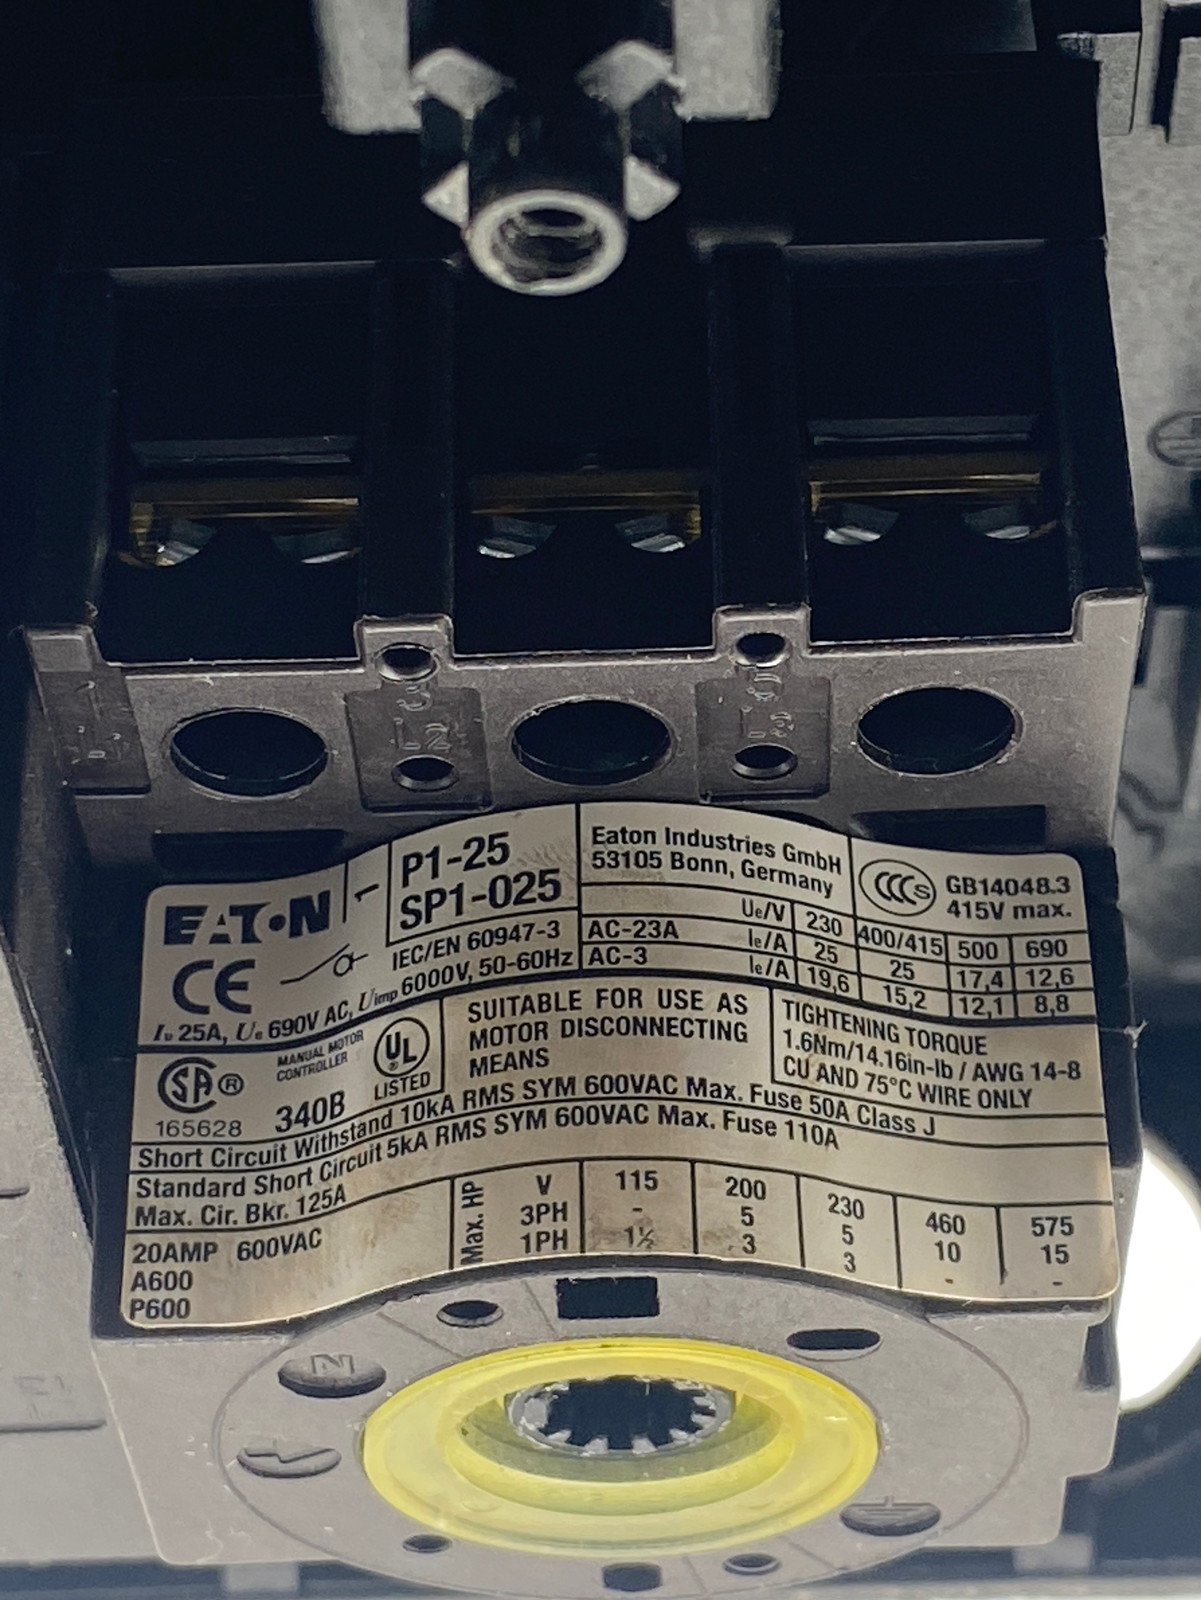 L2
EATON
P1-25
SP1-025
Eaton Industries GmbH
53105 Bonn, Germany
CCC S
GB14048.3
415V max.
CE
IEC/EN 60947-3
Iu 25A, Ue 690V AC, Uimp 6000V, 50-60Hz
Ue/V 230 400/415 500 690
AC-23A Ie/A 25 25 17,4 12,6
AC-3 Ie/A 19,6 15,2 12,1 8,8
SA ®
165628
MANUAL MOTOR
CONTROLLER
340B
UL ®
LISTED
SUITABLE FOR USE AS
MOTOR DISCONNECTING
MEANS
TIGHTENING TORQUE
1.6Nm/14.16in-lb / AWG 14-8
CU AND 75°C WIRE ONLY
Short Circuit Withstand 10kA RMS SYM 600VAC Max. Fuse 50A Class J
Standard Short Circuit 5kA RMS SYM 600VAC Max. Fuse 110A
Max. Cir. Bkr. 125A
20AMP 600VAC
A600
P600
Max. HP
V 115 200 230 460 575
3PH - 5 5 10 15
1PH 1½ 3 3 - -
N